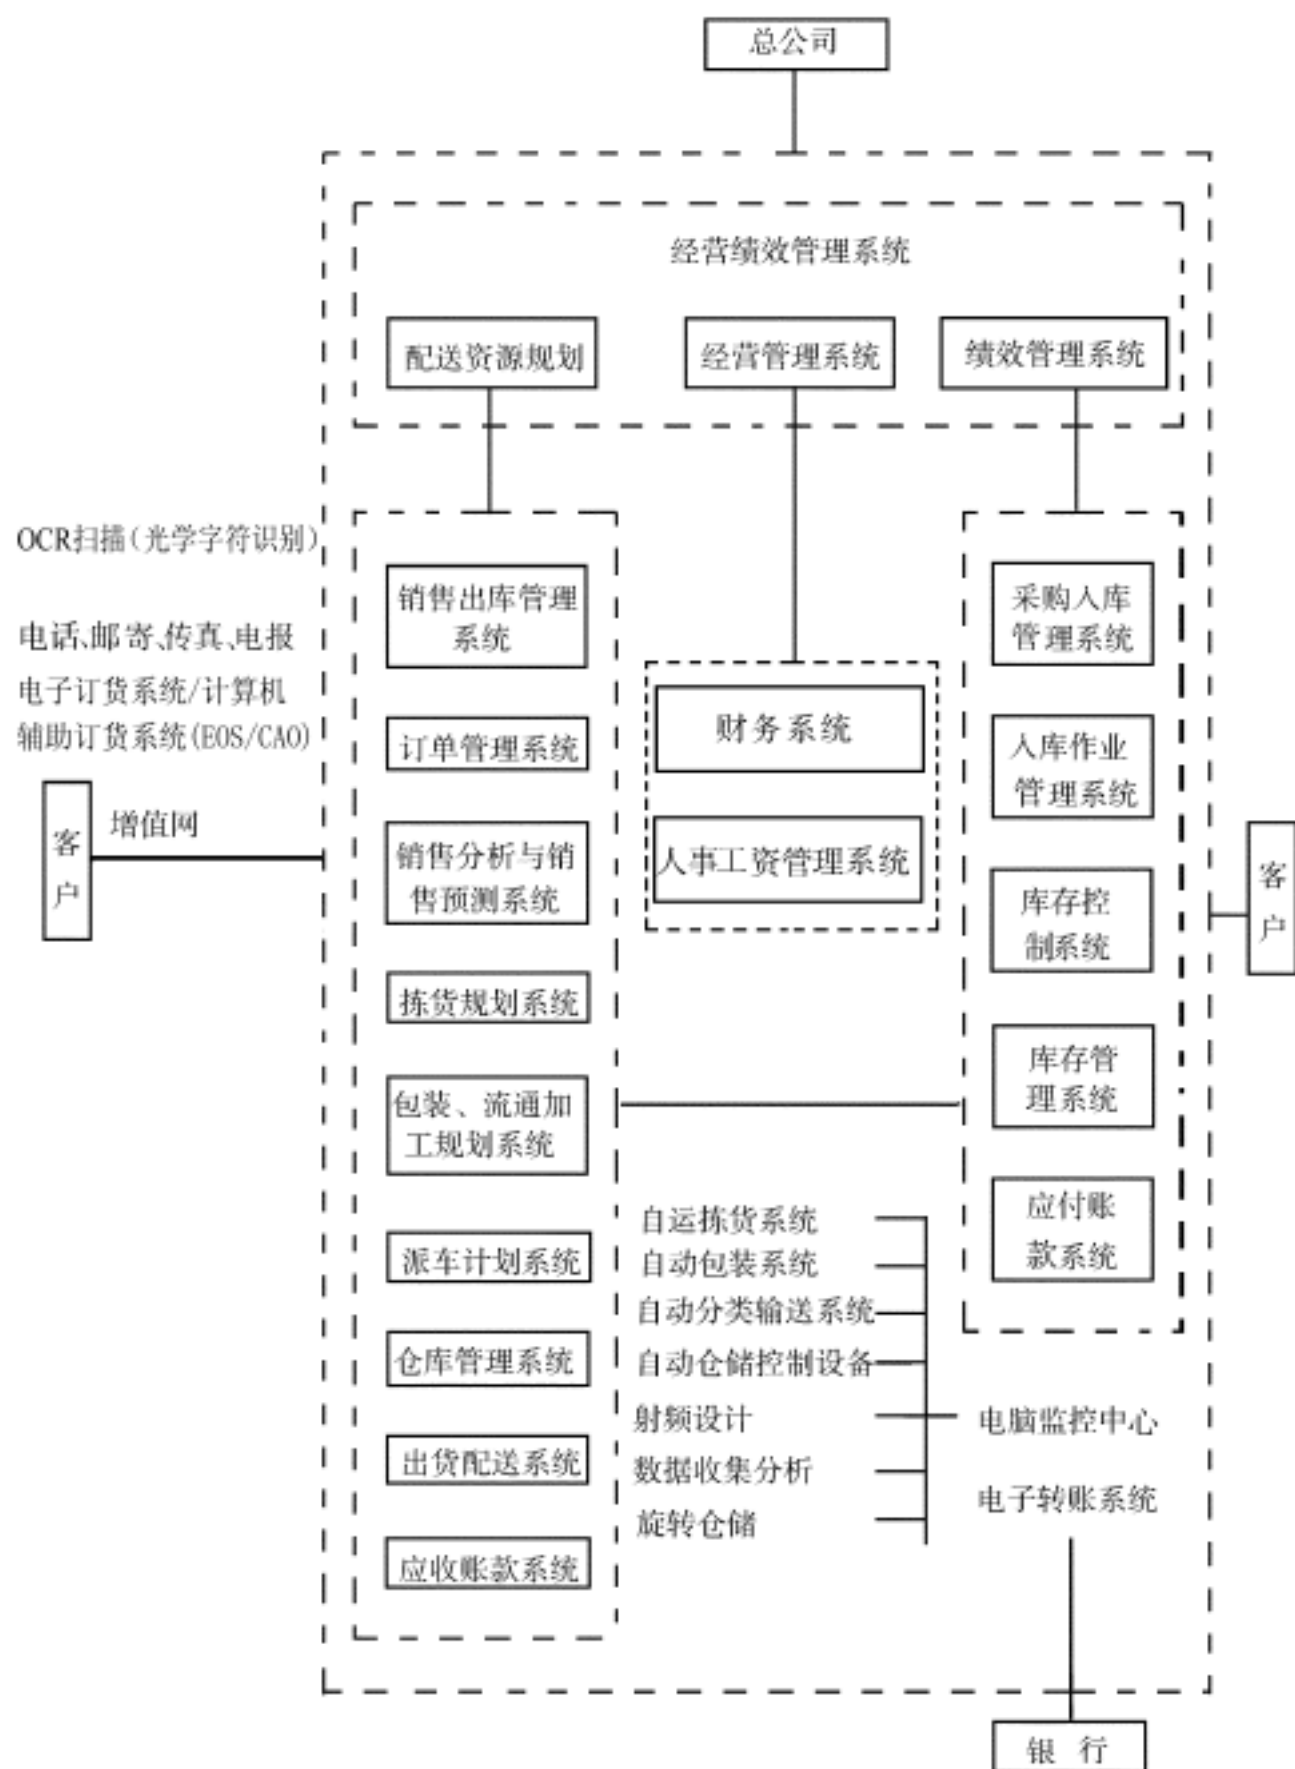 总公司
经营绩效管理系统
配送资源规划
经营管理系统
绩效管理系统
OCR扫描(光学字符识别)
电话、邮寄、传真、电报
电子订货系统/计算机
辅助订货系统(EOS/CAO)
客
户
增值网
销售出库管理
系统
订单管理系统
销售分析与销
售预测系统
拣货规划系统
包装、流通加
工规划系统
派车计划系统
仓库管理系统
出货配送系统
应收账款系统
财务系统
人事工资管理系统
采购入库
管理系统
入库作业
管理系统
库存控
制系统
库存管
理系统
应付账
款系统
客
户
自运拣货系统
自动包装系统
自动分类输送系统
自动仓储控制设备
射频设计
数据收集分析
旋转仓储
电脑监控中心
电子转账系统
银 行